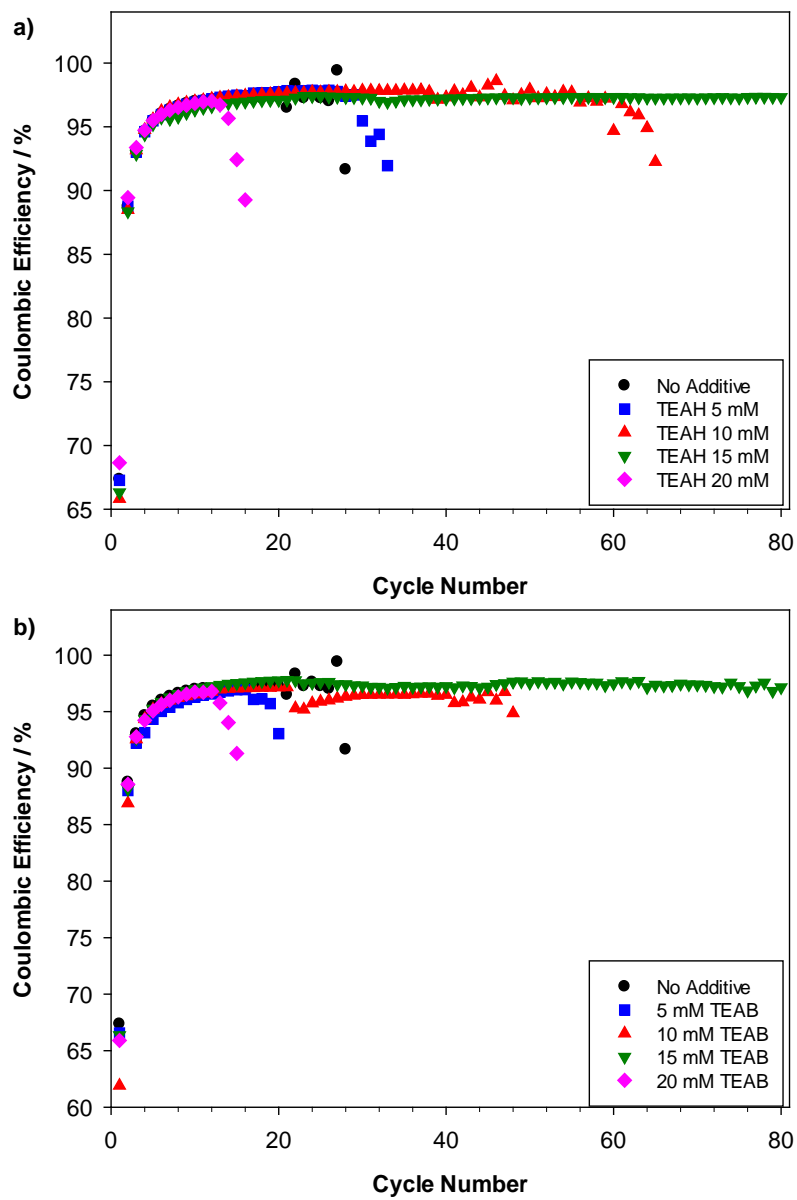 a)
Coulombic Efficiency / %
100
95
90
85
80
75
70
65
0 20 40 60 80
Cycle Number
No Additive
TEAH 5 mM
TEAH 10 mM
TEAH 15 mM
TEAH 20 mM
b)
Coulombic Efficiency / %
100
95
90
85
80
75
70
65
60
0 20 40 60 80
Cycle Number
No Additive
5 mM TEAB
10 mM TEAB
15 mM TEAB
20 mM TEAB